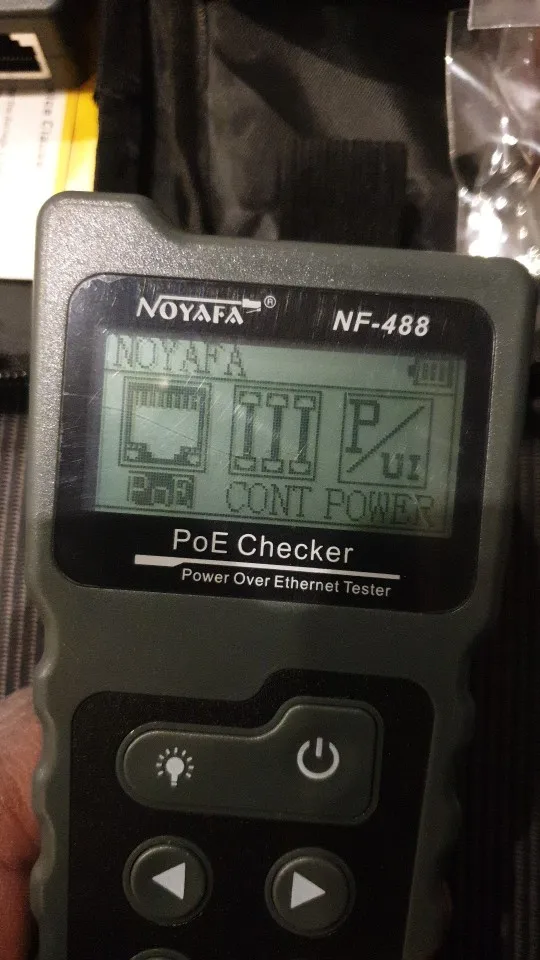 NOYAFA®
NF-488
NOYAFA
P/UI
PoE CONT POWER
PoE Checker
Power Over Ethernet Tester